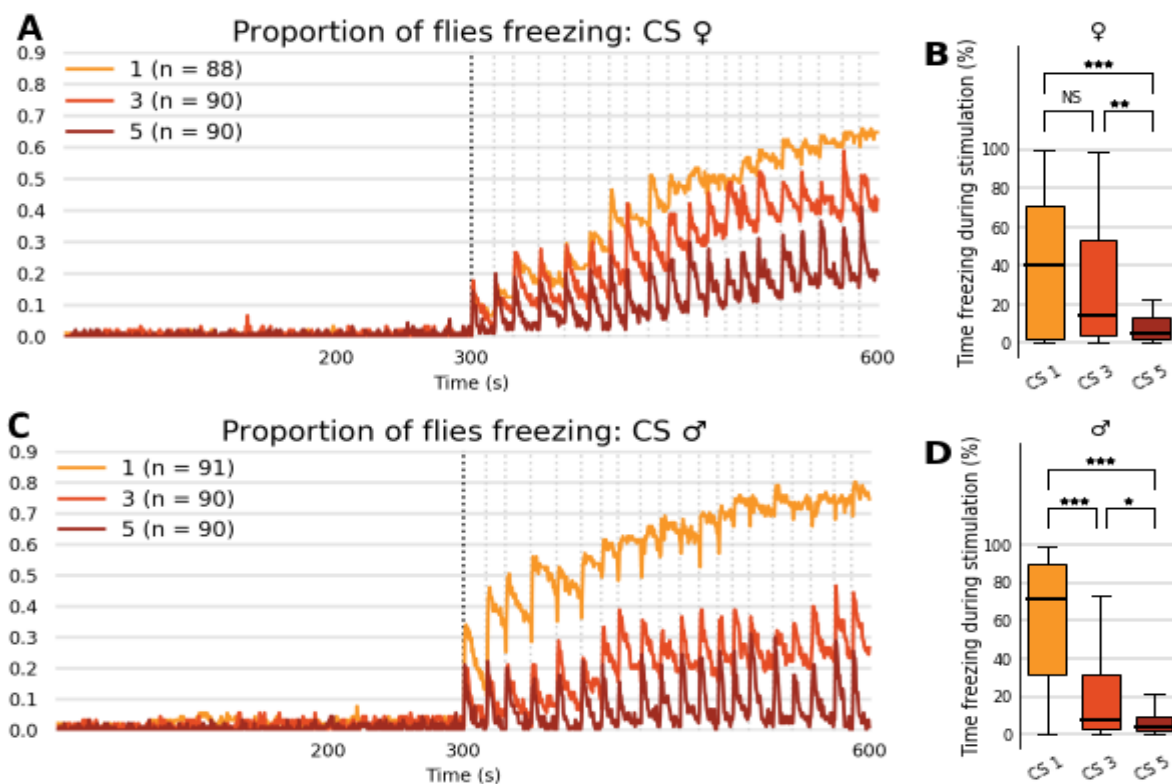 A
Proportion of flies freezing: CS ♀
0.9
0.8
0.7
0.6
0.5
0.4
0.3
0.2
0.1
0.0
1 (n = 88)
3 (n = 90)
5 (n = 90)
200
300
600
Time (s)
B
♀
★★★
NS
★★
Time freezing during stimulation (%)
100
80
60
40
20
0
CS 1
CS 3
CS 5
C
Proportion of flies freezing: CS ♂
0.9
0.8
0.7
0.6
0.5
0.4
0.3
0.2
0.1
0.0
1 (n = 91)
3 (n = 90)
5 (n = 90)
200
300
600
Time (s)
D
♂
★★★
★★★
★
Time freezing during stimulation (%)
100
80
60
40
20
0
CS 1
CS 3
CS 5